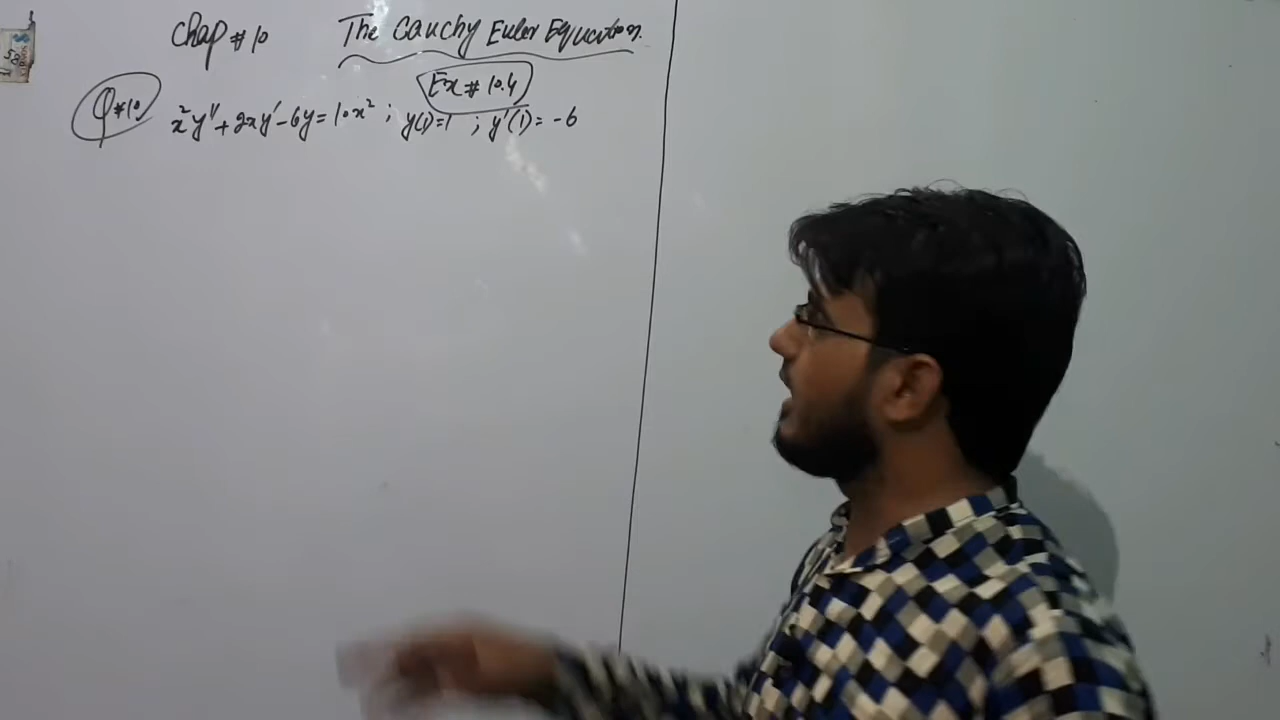 Chap # 10 The Cauchy Euler Equation.
Ex # 10.4
Q#10 x²y'' + 2xy' - 6y = 10x² ; y(1)=1 ; y'(1) = -6